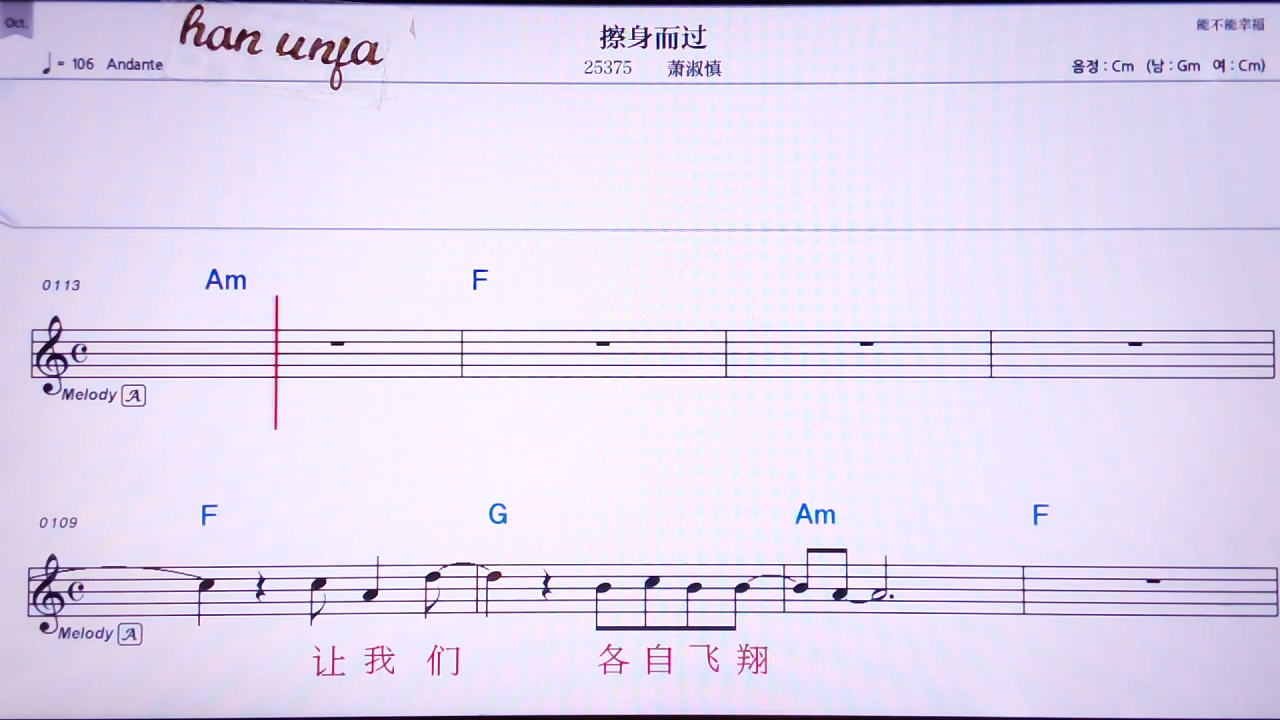 Oct.
han unfa
♩= 106 Andante
擦身而过
25375 萧淑慎
能不能幸福
음정 : Cm (남 : Gm 여 : Cm)
0113 Am F
Melody A
0109 F G Am F
Melody A
让我们 各自飞翔